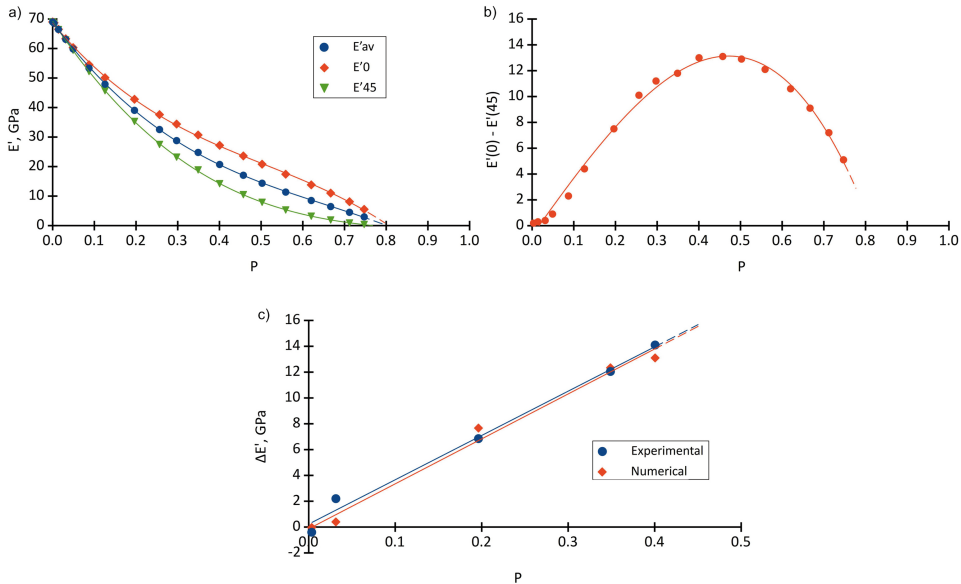 a)
70
60
50
40
30
20
10
0
E', GPa
E'av
E'0
E'45
0.0 0.1 0.2 0.3 0.4 0.5 0.6 0.7 0.8 0.9 1.0
P
b)
16
14
12
10
8
6
4
2
0
E'(0) - E'(45)
0.0 0.1 0.2 0.3 0.4 0.5 0.6 0.7 0.8 0.9 1.0
P
c)
16
14
12
10
8
6
4
2
0
-2
ΔE', GPa
Experimental
Numerical
0.0 0.1 0.2 0.3 0.4 0.5
P